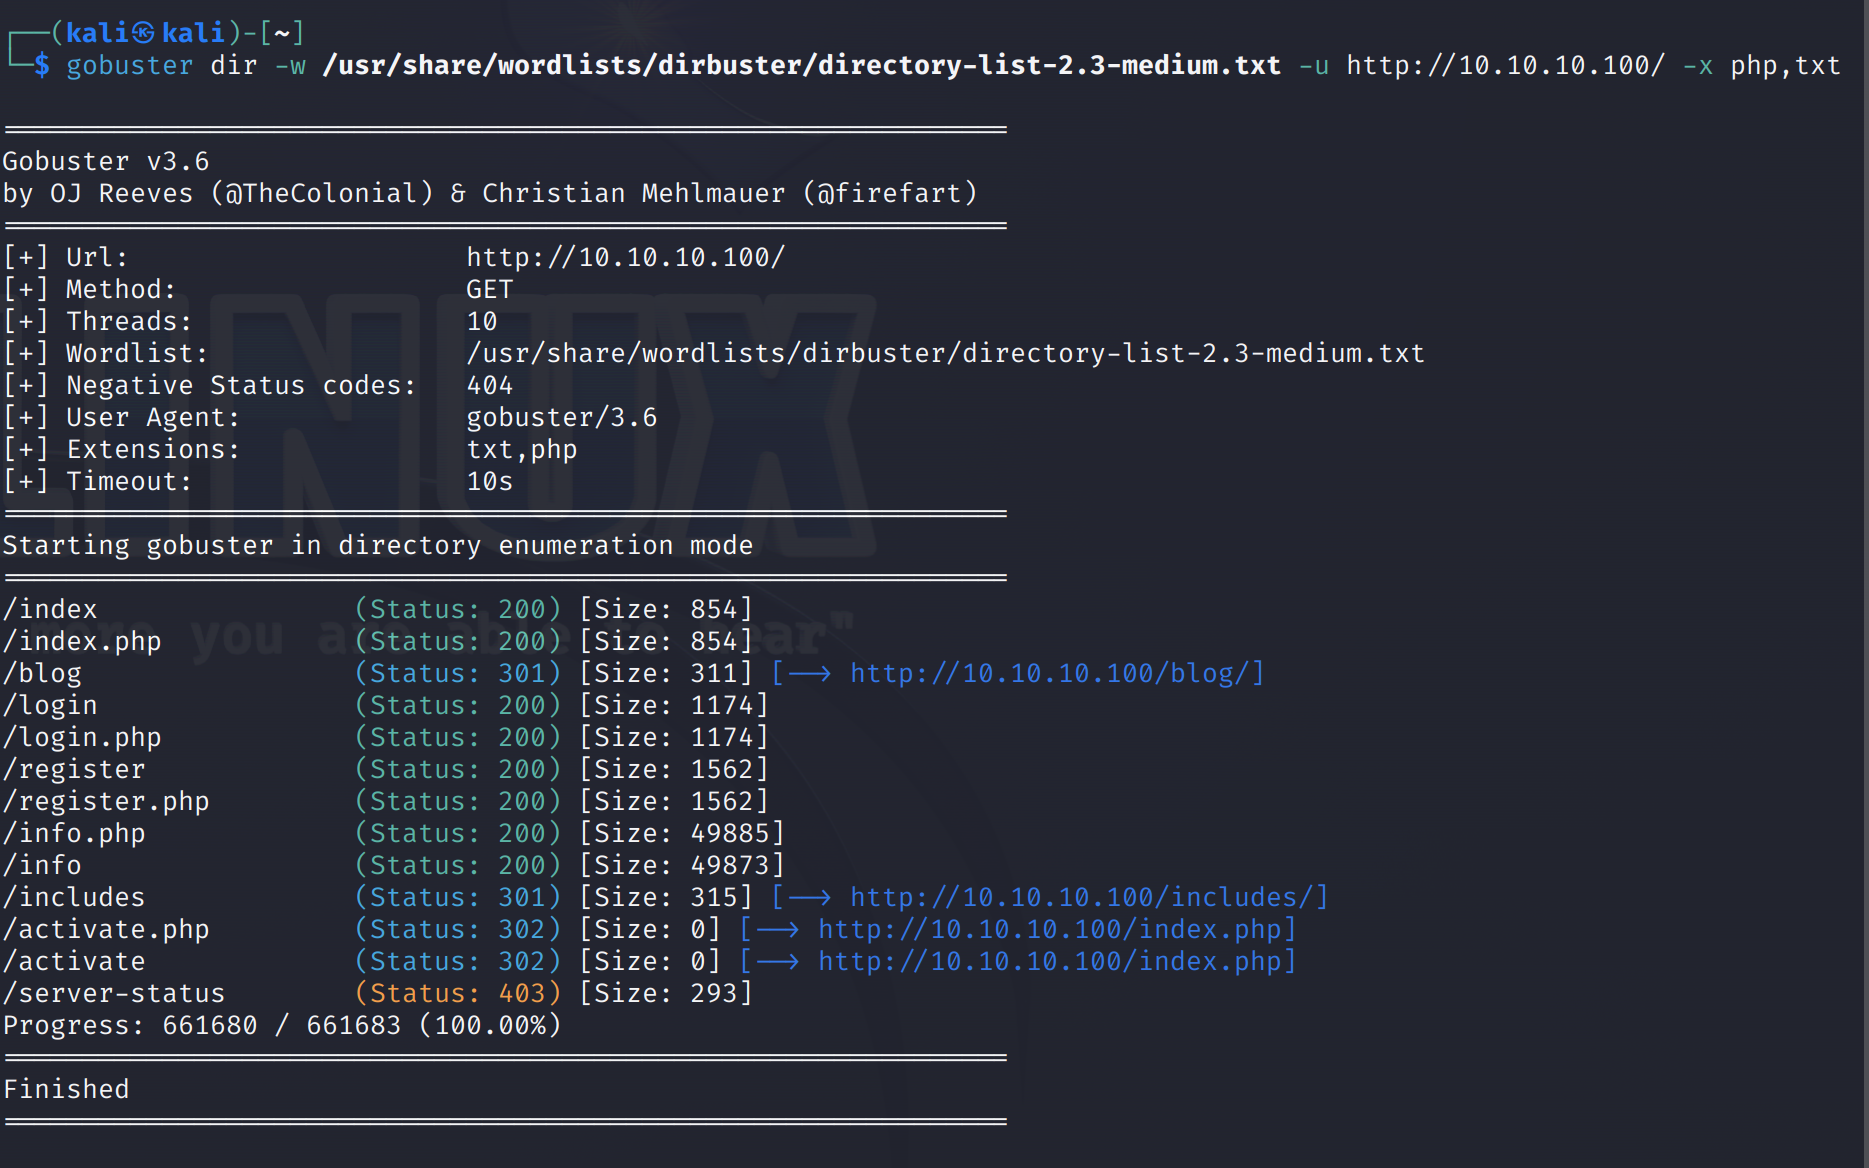 ┌──(kali㉿kali)-[~]
└─$ gobuster dir -w /usr/share/wordlists/dirbuster/directory-list-2.3-medium.txt -u http://10.10.10.100/ -x php,txt
===============================================================
Gobuster v3.6
by OJ Reeves (@TheColonial) & Christian Mehlmauer (@firefart)
===============================================================
[+] Url:                     http://10.10.10.100/
[+] Method:                  GET
[+] Threads:                 10
[+] Wordlist:                /usr/share/wordlists/dirbuster/directory-list-2.3-medium.txt
[+] Negative Status codes:   404
[+] User Agent:              gobuster/3.6
[+] Extensions:              txt,php
[+] Timeout:                 10s
===============================================================
Starting gobuster in directory enumeration mode
===============================================================
/index                (Status: 200) [Size: 854]
/index.php            (Status: 200) [Size: 854]
/blog                 (Status: 301) [Size: 311] [--> http://10.10.10.100/blog/]
/login                (Status: 200) [Size: 1174]
/login.php            (Status: 200) [Size: 1174]
/register             (Status: 200) [Size: 1562]
/register.php         (Status: 200) [Size: 1562]
/info.php             (Status: 200) [Size: 49885]
/info                 (Status: 200) [Size: 49873]
/includes             (Status: 301) [Size: 315] [--> http://10.10.10.100/includes/]
/activate.php         (Status: 302) [Size: 0] [--> http://10.10.10.100/index.php]
/activate             (Status: 302) [Size: 0] [--> http://10.10.10.100/index.php]
/server-status        (Status: 403) [Size: 293]
Progress: 661680 / 661683 (100.00%)
===============================================================
Finished
===============================================================